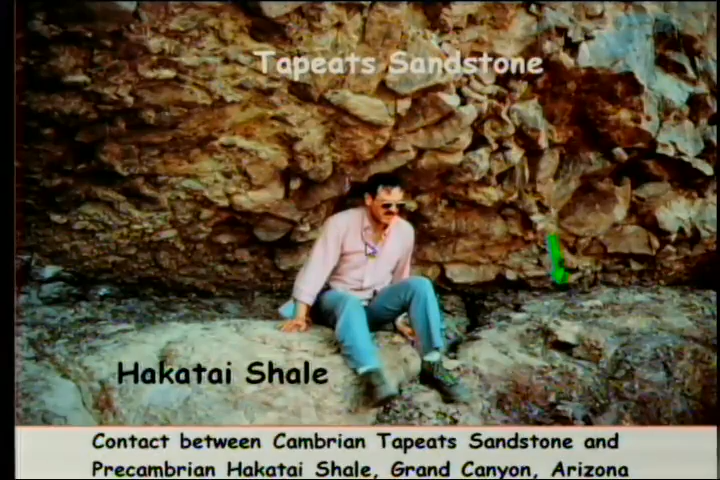 Tapeats Sandstone
Hakatai Shale
Contact between Cambrian Tapeats Sandstone and
Precambrian Hakatai Shale, Grand Canyon, Arizona